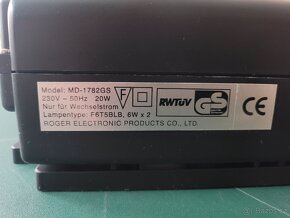 Model: MD-1782GS
230V ~ 50Hz 20W
Nur für Wechselstrom
Lampentype: F6T5BLB, 6W x 2
ROGER ELECTRONIC PRODUCTS CO., LTD.
F
RWTÜV
GS
CE